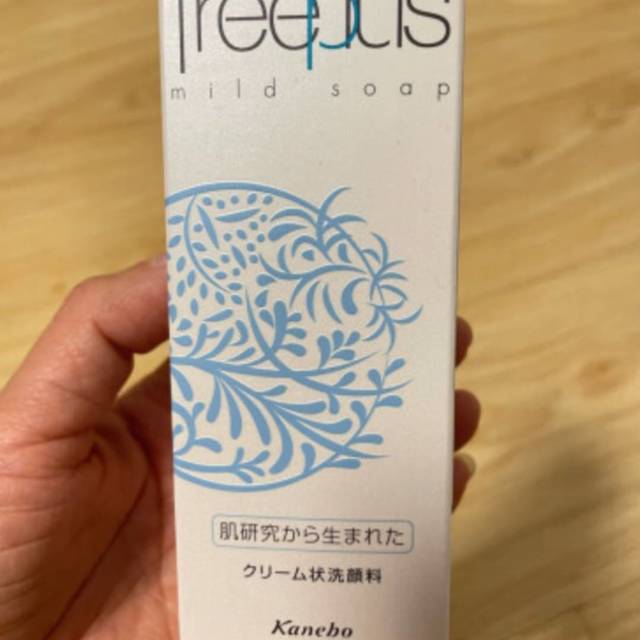 freeplus
mild soap
肌研究から生まれた
クリーム状洗顔料
Kanebo